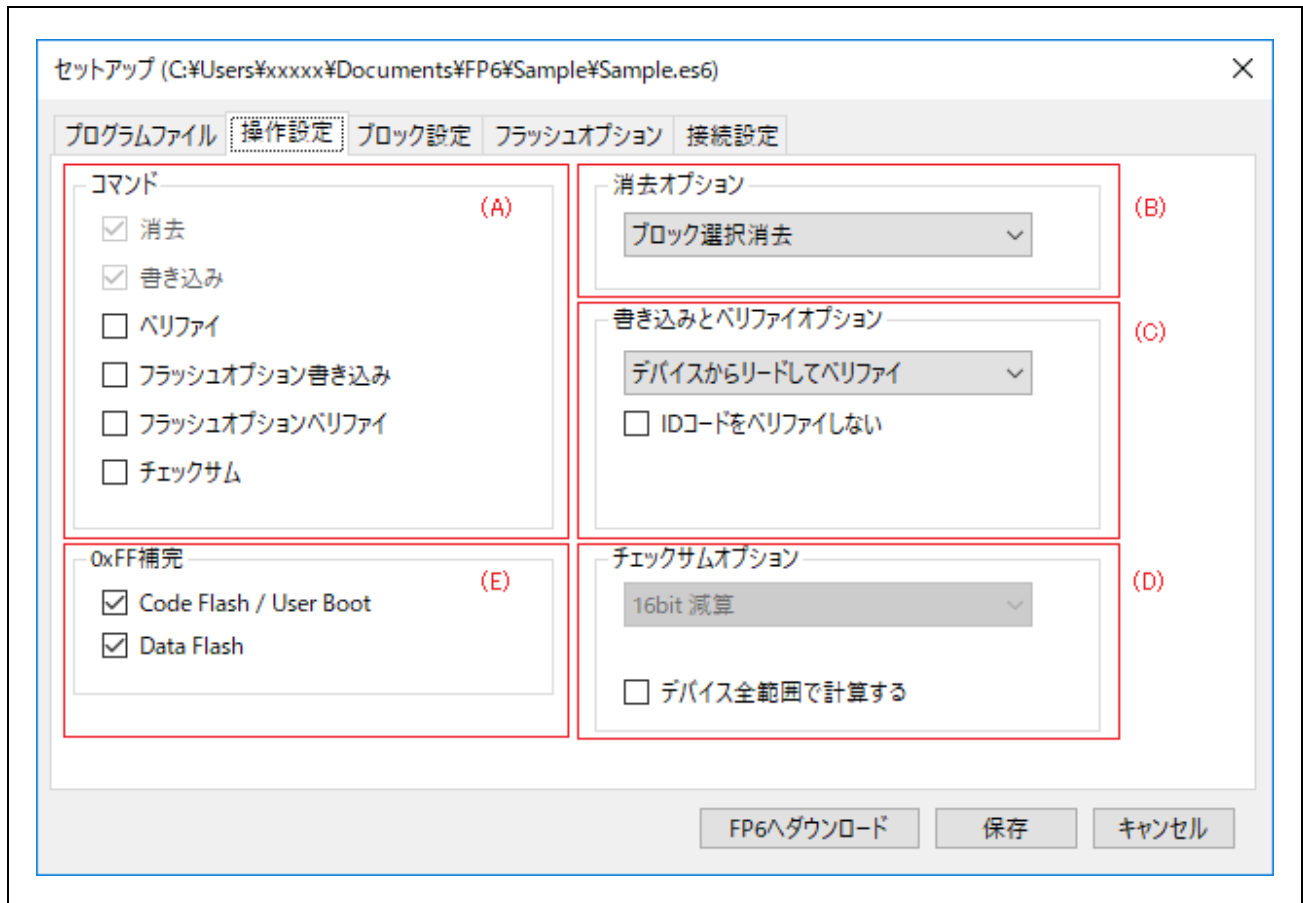 セットアップ (C:¥Users¥xxxxx¥Documents¥FP6¥Sample¥Sample.es6)
プログラムファイル 操作設定 ブロック設定 フラッシュオプション 接続設定
コマンド
(A)
消去
書き込み
ベリファイ
フラッシュオプション書き込み
フラッシュオプションベリファイ
チェックサム
消去オプション
(B)
ブロック選択消去
書き込みとベリファイオプション
(C)
デバイスからリードしてベリファイ
IDコードをベリファイしない
0xFF補完
(E)
Code Flash / User Boot
Data Flash
チェックサムオプション
(D)
16bit 減算
デバイス全範囲で計算する
FP6へダウンロード 保存 キャンセル